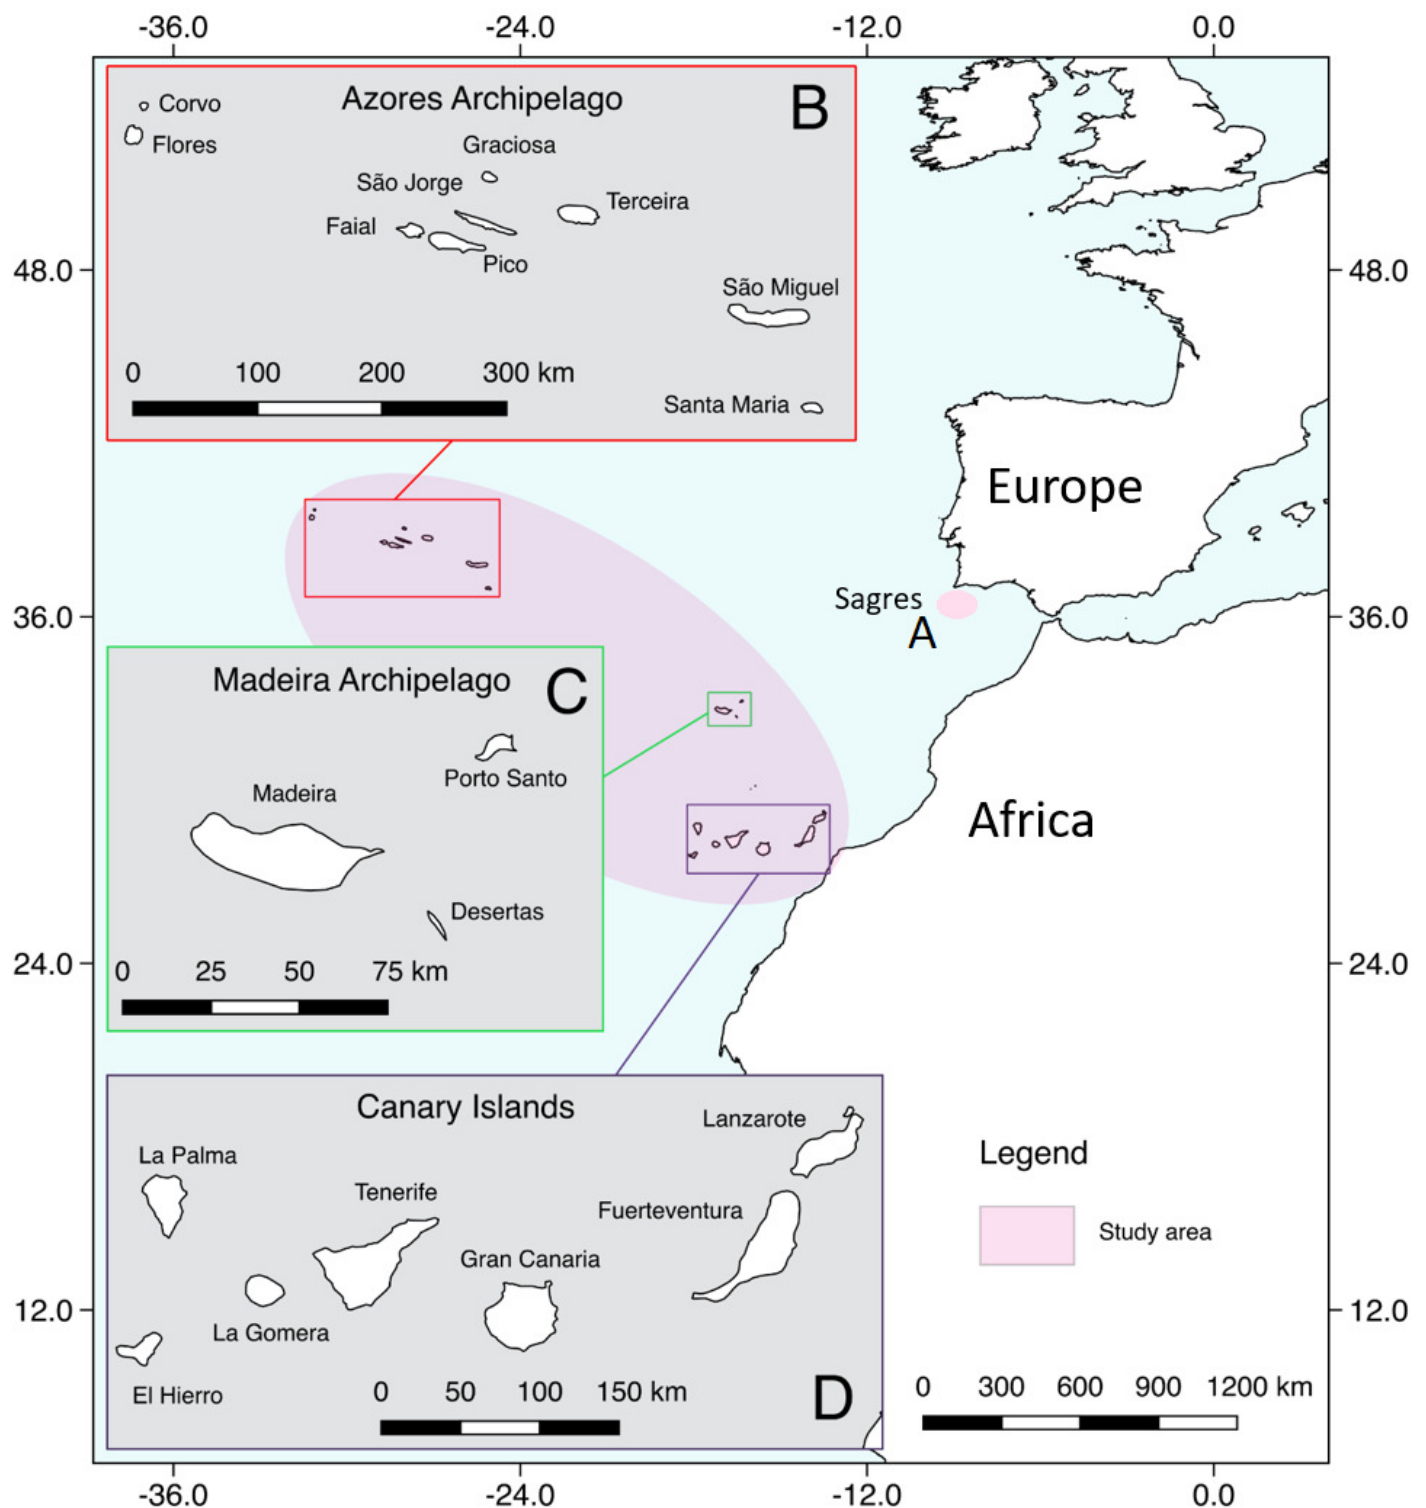 -36.0 -24.0 -12.0 0.0
Azores Archipelago
B
Corvo
Flores
Graciosa
São Jorge
Terceira
Faial
Pico
São Miguel
Santa Maria
0 100 200 300 km
48.0 48.0
Europe
Sagres
A
36.0 36.0
Madeira Archipelago
C
Porto Santo
Madeira
Desertas
0 25 50 75 km
Africa
24.0 24.0
Canary Islands
Lanzarote
La Palma
Tenerife
Fuerteventura
Gran Canaria
La Gomera
El Hierro
0 50 100 150 km
D
Legend
Study area
12.0 12.0
0 300 600 900 1200 km
-36.0 -24.0 -12.0 0.0